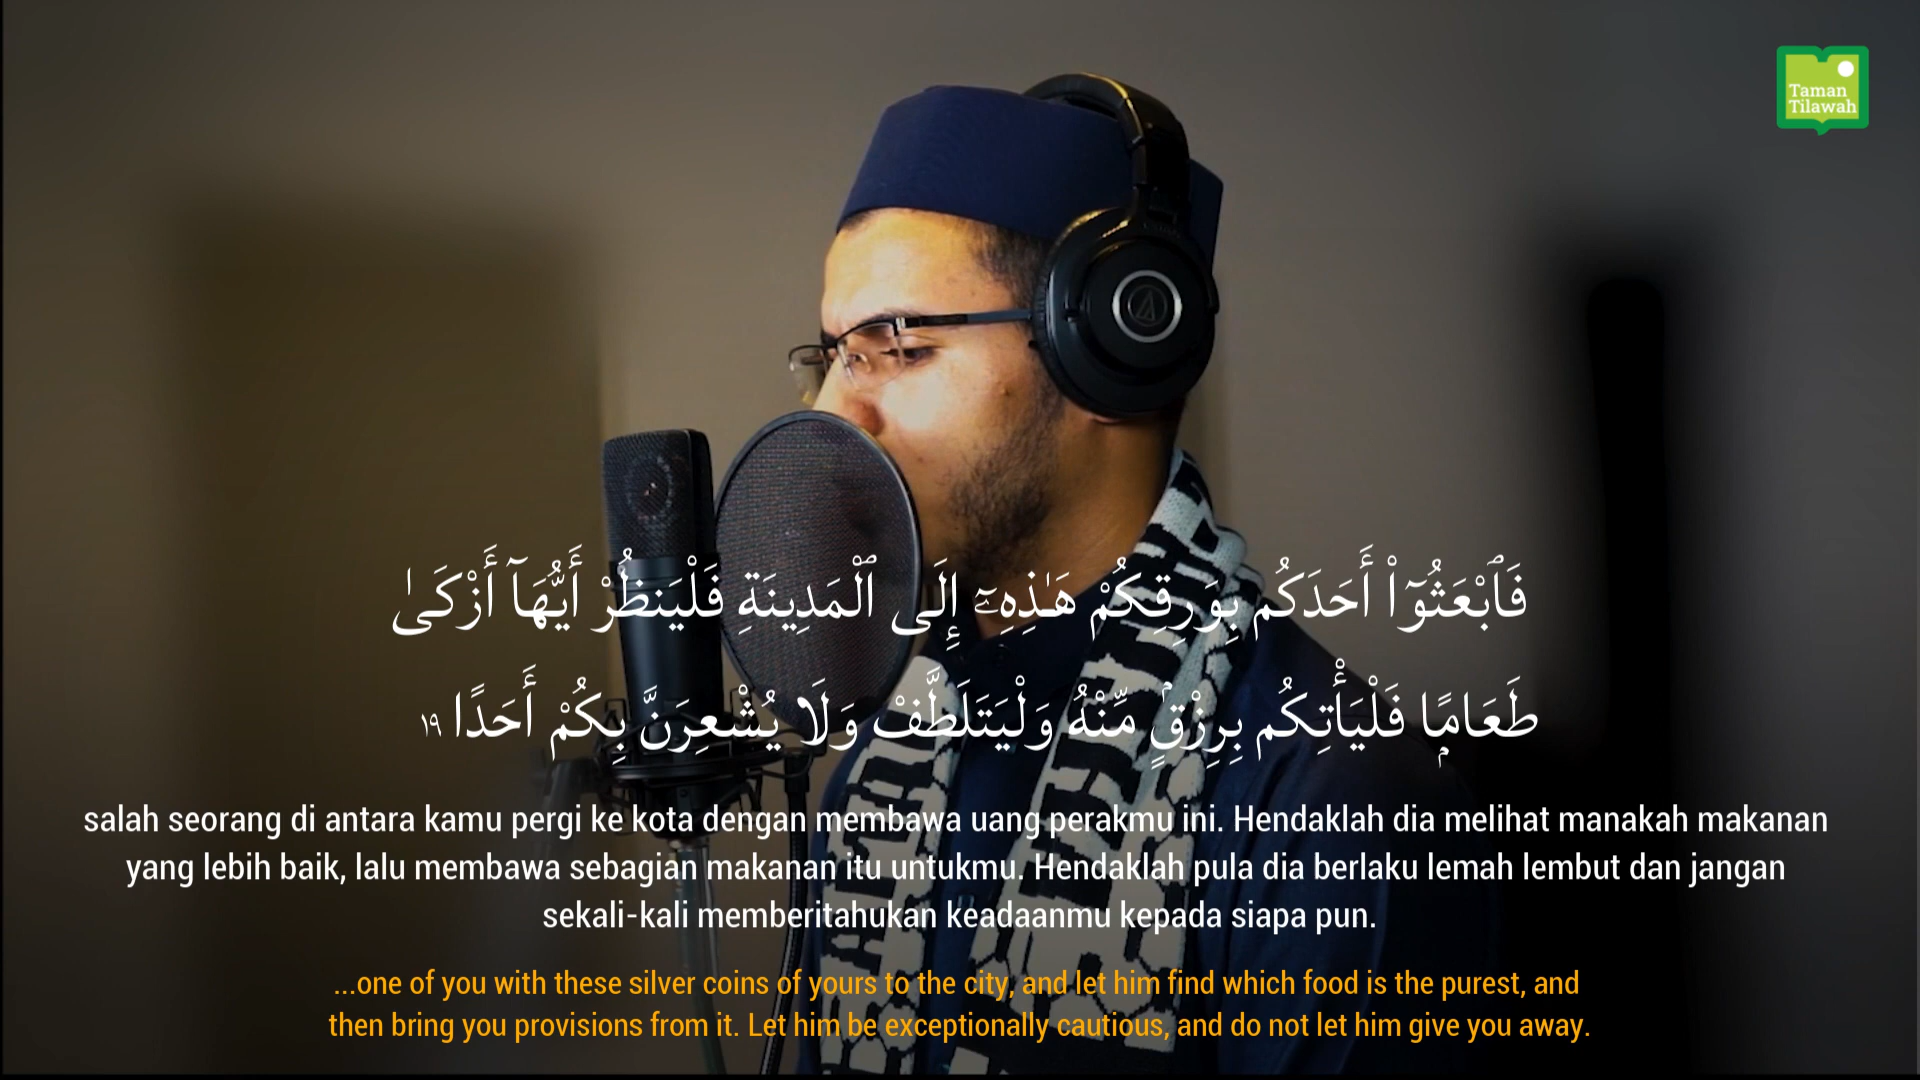 Taman
Tilawah
فَٱبْعَثُوٓا۟ أَحَدَكُم بِوَرِقِكُمْ هَـٰذِهِۦٓ إِلَى ٱلْمَدِينَةِ فَلْيَنظُرْ أَيُّهَآ أَزْكَىٰ
طَعَامًا فَلْيَأْتِكُم بِرِزْقٍ مِّنْهُ وَلْيَتَلَطَّفْ وَلَا يُشْعِرَنَّ بِكُمْ أَحَدًا ١٩
salah seorang di antara kamu pergi ke kota dengan membawa uang perakmu ini. Hendaklah dia melihat manakah makanan
yang lebih baik, lalu membawa sebagian makanan itu untukmu. Hendaklah pula dia berlaku lemah lembut dan jangan
sekali-kali memberitahukan keadaanmu kepada siapa pun.
...one of you with these silver coins of yours to the city, and let him find which food is the purest, and
then bring you provisions from it. Let him be exceptionally cautious, and do not let him give you away.